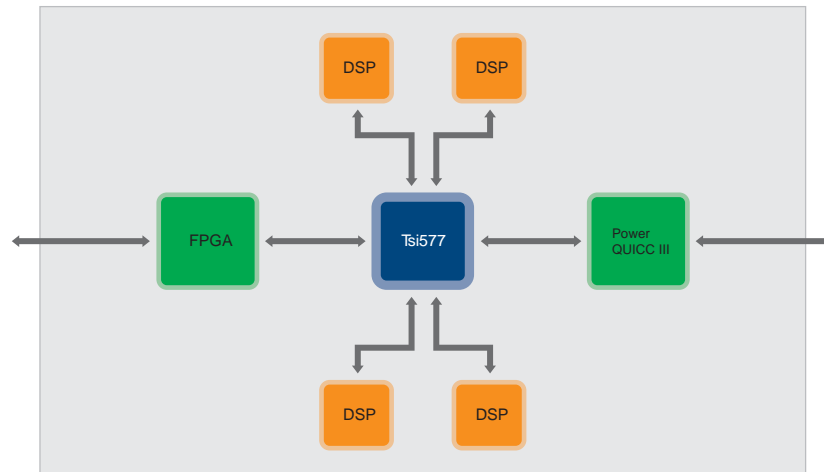 DSP
DSP
FPGA
Tsi577
Power
QUICC III
DSP
DSP